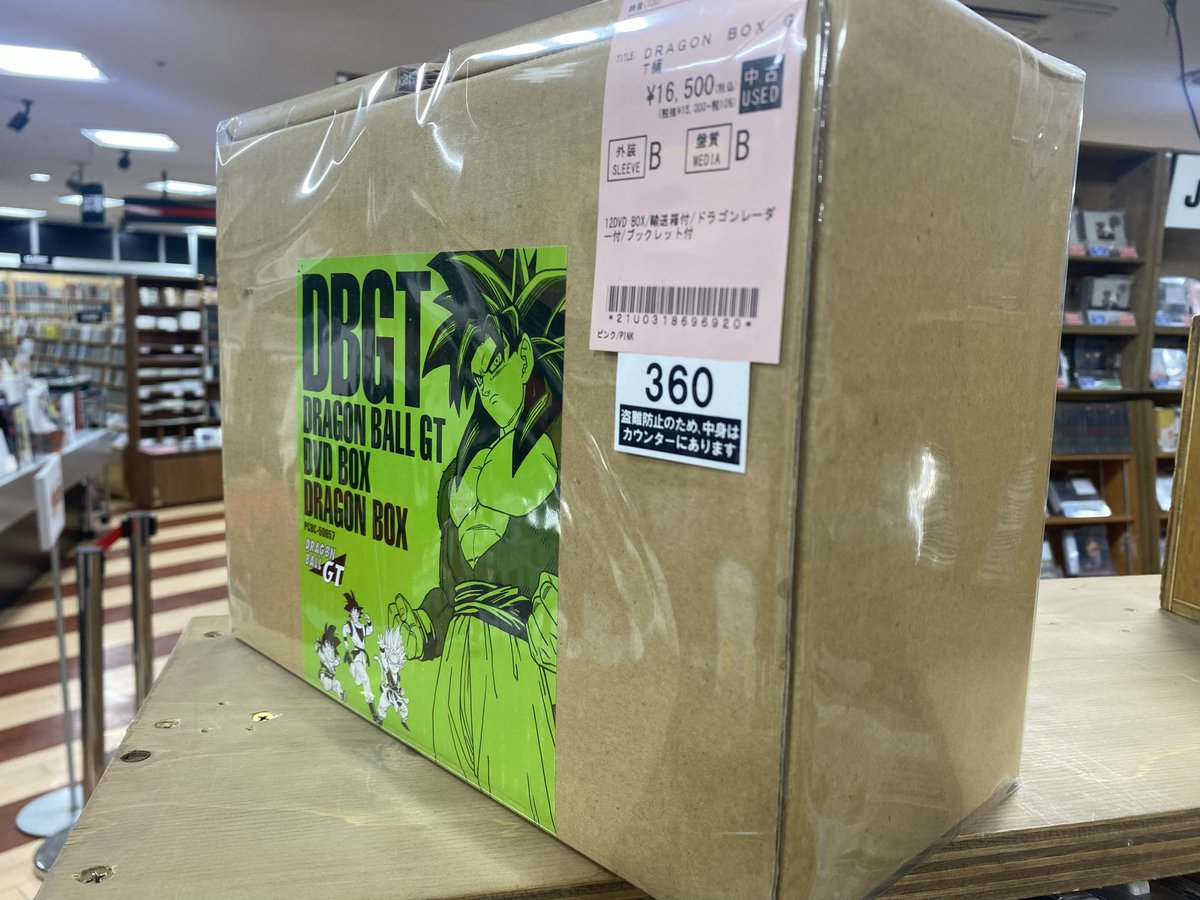 TITLE: DRAGON BOX G
T編
¥16,500(税込)
(税抜¥15,000+税10%)
中古
USED
外装
SLEEVE
B
盤質
MEDIA
B
12DVD BOX/輸送箱付/ドラゴンレーダ
ー付/ブックレット付
*21U0318696920*
ピンク/PINK
360
盗難防止のため、中身は
カウンターにあります
DBGT
DRAGON BALL GT
DVD BOX
DRAGON BOX
PCBC-50657
DRAGON
BALL GT
J